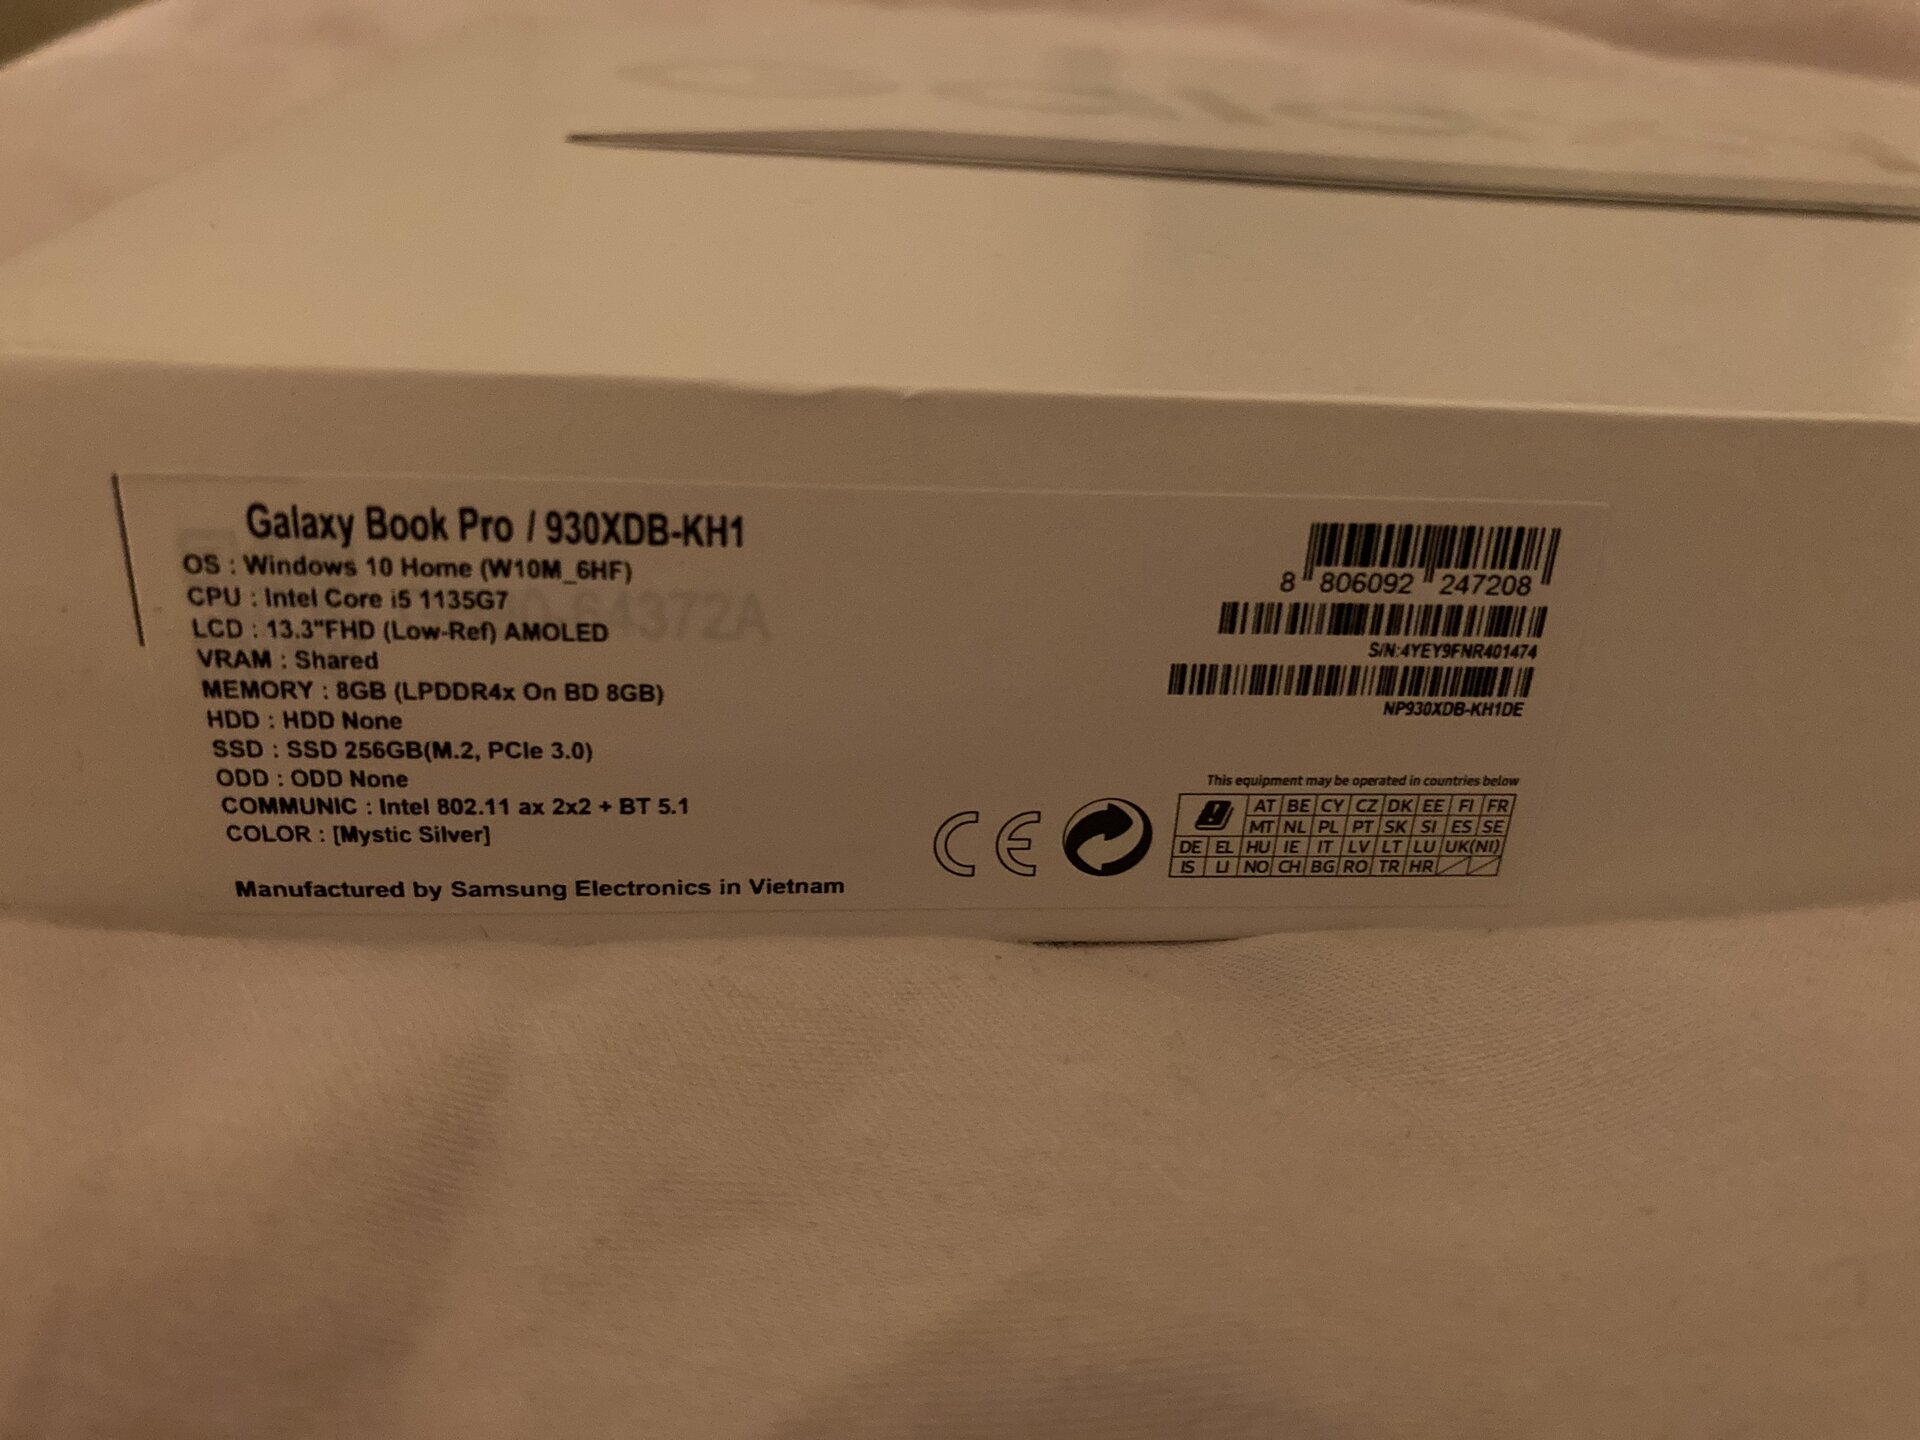 Galaxy Book Pro / 930XDB-KH1
OS : Windows 10 Home (W10M_6HF)
CPU : Intel Core i5 1135G7
64372A
LCD : 13.3"FHD (Low-Ref) AMOLED
VRAM : Shared
MEMORY : 8GB (LPDDR4x On BD 8GB)
HDD : HDD None
SSD : SSD 256GB(M.2, PCIe 3.0)
ODD : ODD None
COMMUNIC : Intel 802.11 ax 2x2 + BT 5.1
COLOR : [Mystic Silver]
Manufactured by Samsung Electronics in Vietnam
8 806092 247208
S/N:4YEY9FNR401474
NP930XDB-KH1DE
This equipment may be operated in countries below
AT BE CY CZ DK EE FI FR
MT NL PL PT SK SI ES SE
DE EL HU IE IT LV LT LU UK(NI)
IS LI NO CH BG RO TR HR
CE